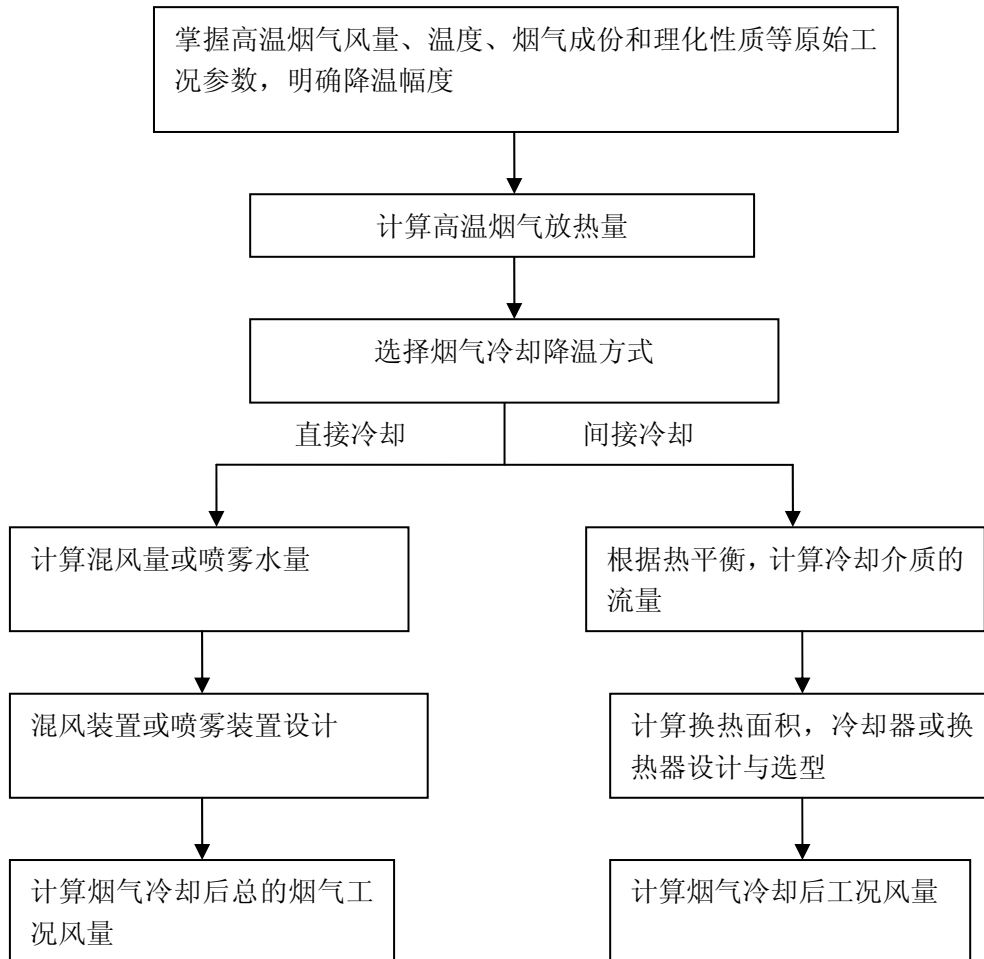 掌握高温烟气风量、温度、烟气成份和理化性质等原始工
况参数，明确降温幅度
计算高温烟气放热量
选择烟气冷却降温方式
直接冷却
间接冷却
计算混风量或喷雾水量
根据热平衡，计算冷却介质的
流量
混风装置或喷雾装置设计
计算换热面积，冷却器或换
热器设计与选型
计算烟气冷却后总的烟气工
况风量
计算烟气冷却后工况风量